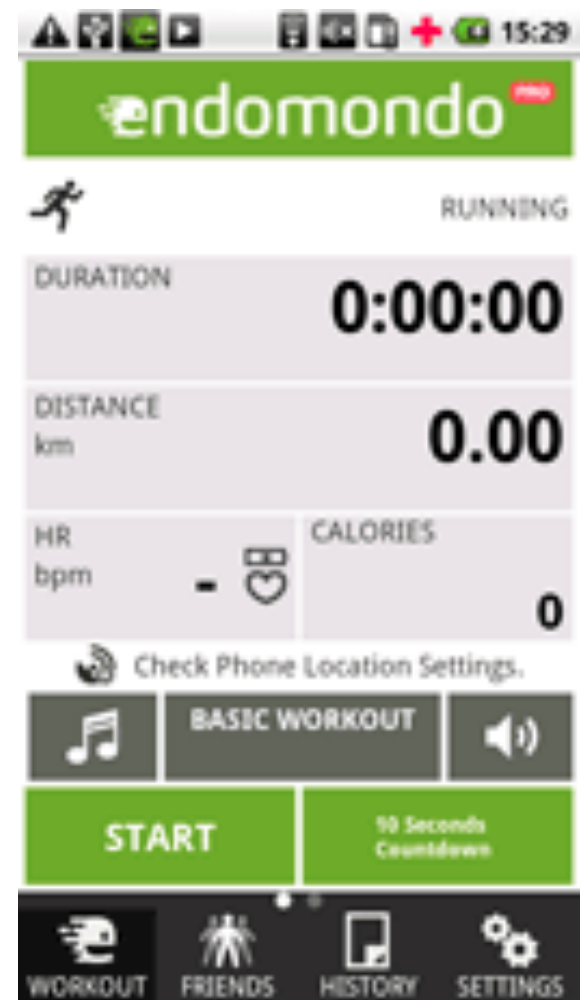 15:29
endomondo PRO
RUNNING
DURATION
0:00:00
DISTANCE
km
0.00
HR
bpm
-
CALORIES
0
Check Phone Location Settings.
BASIC WORKOUT
START
10 Seconds
Countdown
WORKOUT
FRIENDS
HISTORY
SETTINGS